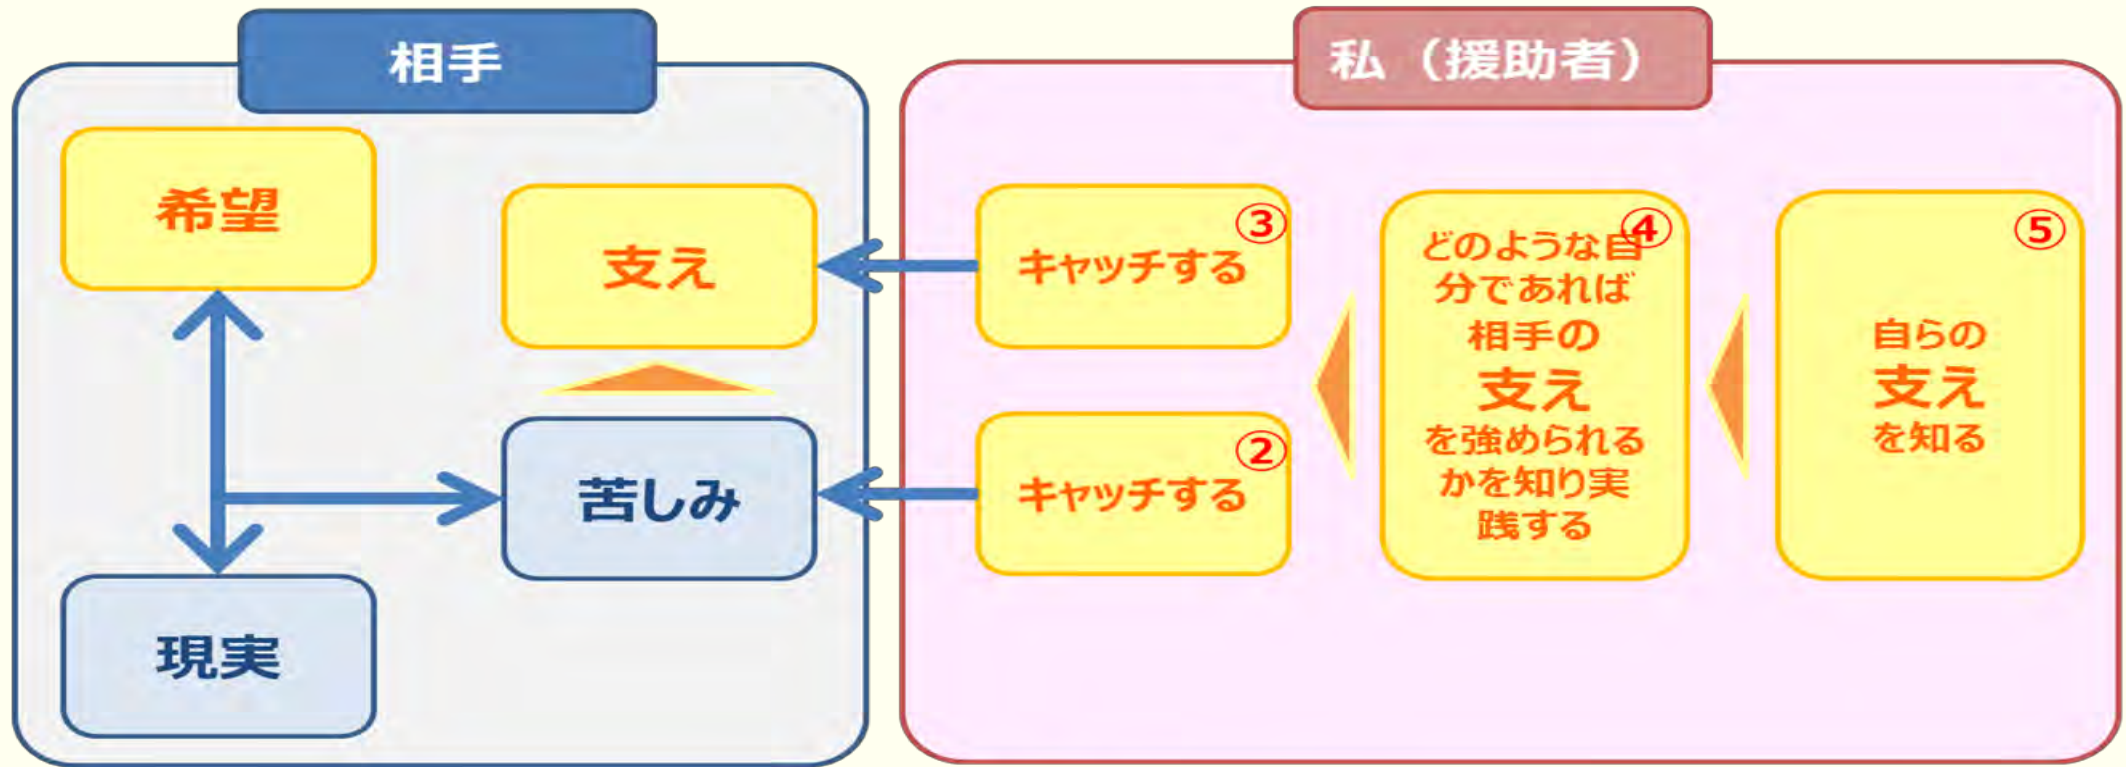 相手
希望
支え
苦しみ
現実
私（援助者）
③
キャッチする
②
キャッチする
④
どのような自
分であれば
相手の
支え
を強められる
かを知り実
践する
⑤
自らの
支え
を知る